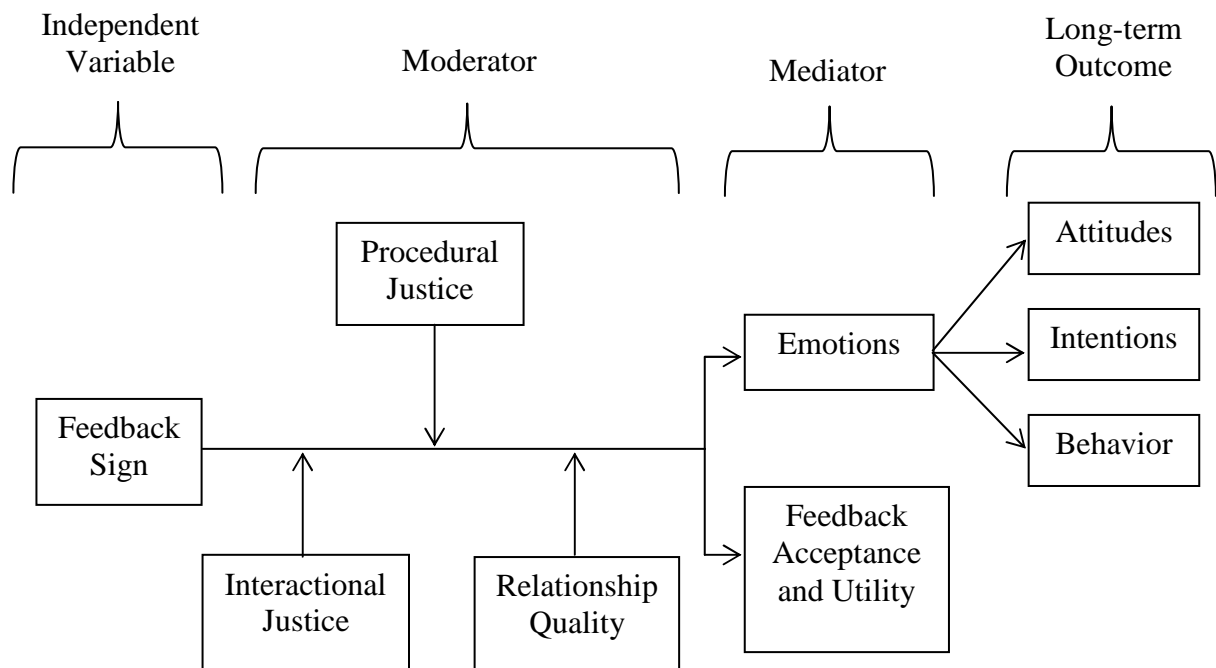 Independent
Variable
Moderator
Mediator
Long-term
Outcome
Procedural
Justice
Attitudes
Emotions
Intentions
Feedback
Sign
Behavior
Interactional
Justice
Relationship
Quality
Feedback
Acceptance
and Utility